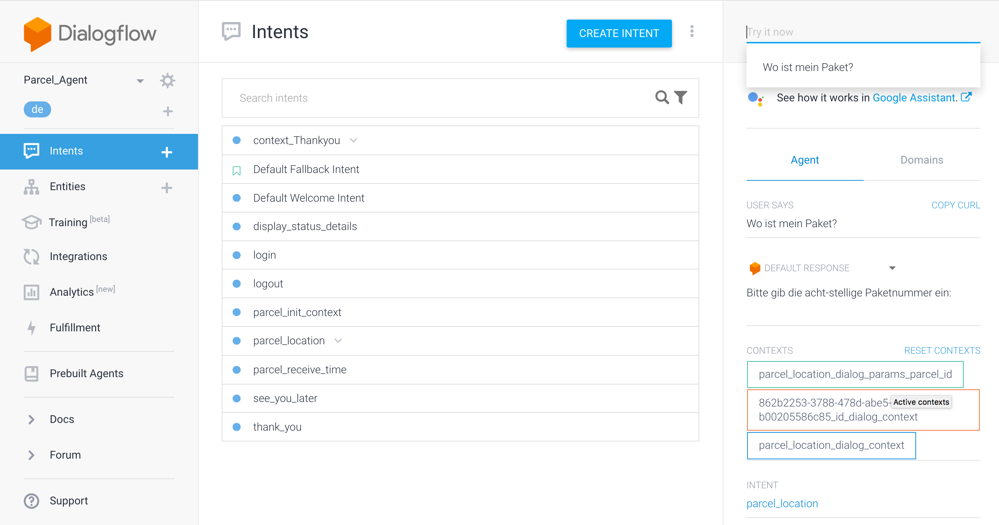 Dialogflow
Parcel_Agent
de
Intents
Entities
Training [beta]
Integrations
Analytics [new]
Fulfillment
Prebuilt Agents
Docs
Forum
Support
Intents
CREATE INTENT
Search intents
context_Thankyou
Default Fallback Intent
Default Welcome Intent
display_status_details
login
logout
parcel_init_context
parcel_location
parcel_receive_time
see_you_later
thank_you
Try it now
Wo ist mein Paket?
See how it works in Google Assistant.
Agent Domains
USER SAYS COPY CURL
Wo ist mein Paket?
DEFAULT RESPONSE
Bitte gib die acht-stellige Paketnummer ein:
CONTEXTS RESET CONTEXTS
parcel_location_dialog_params_parcel_id
862b2253-3788-478d-abe5- Active contexts
b00205586c85_id_dialog_context
parcel_location_dialog_context
INTENT
parcel_location